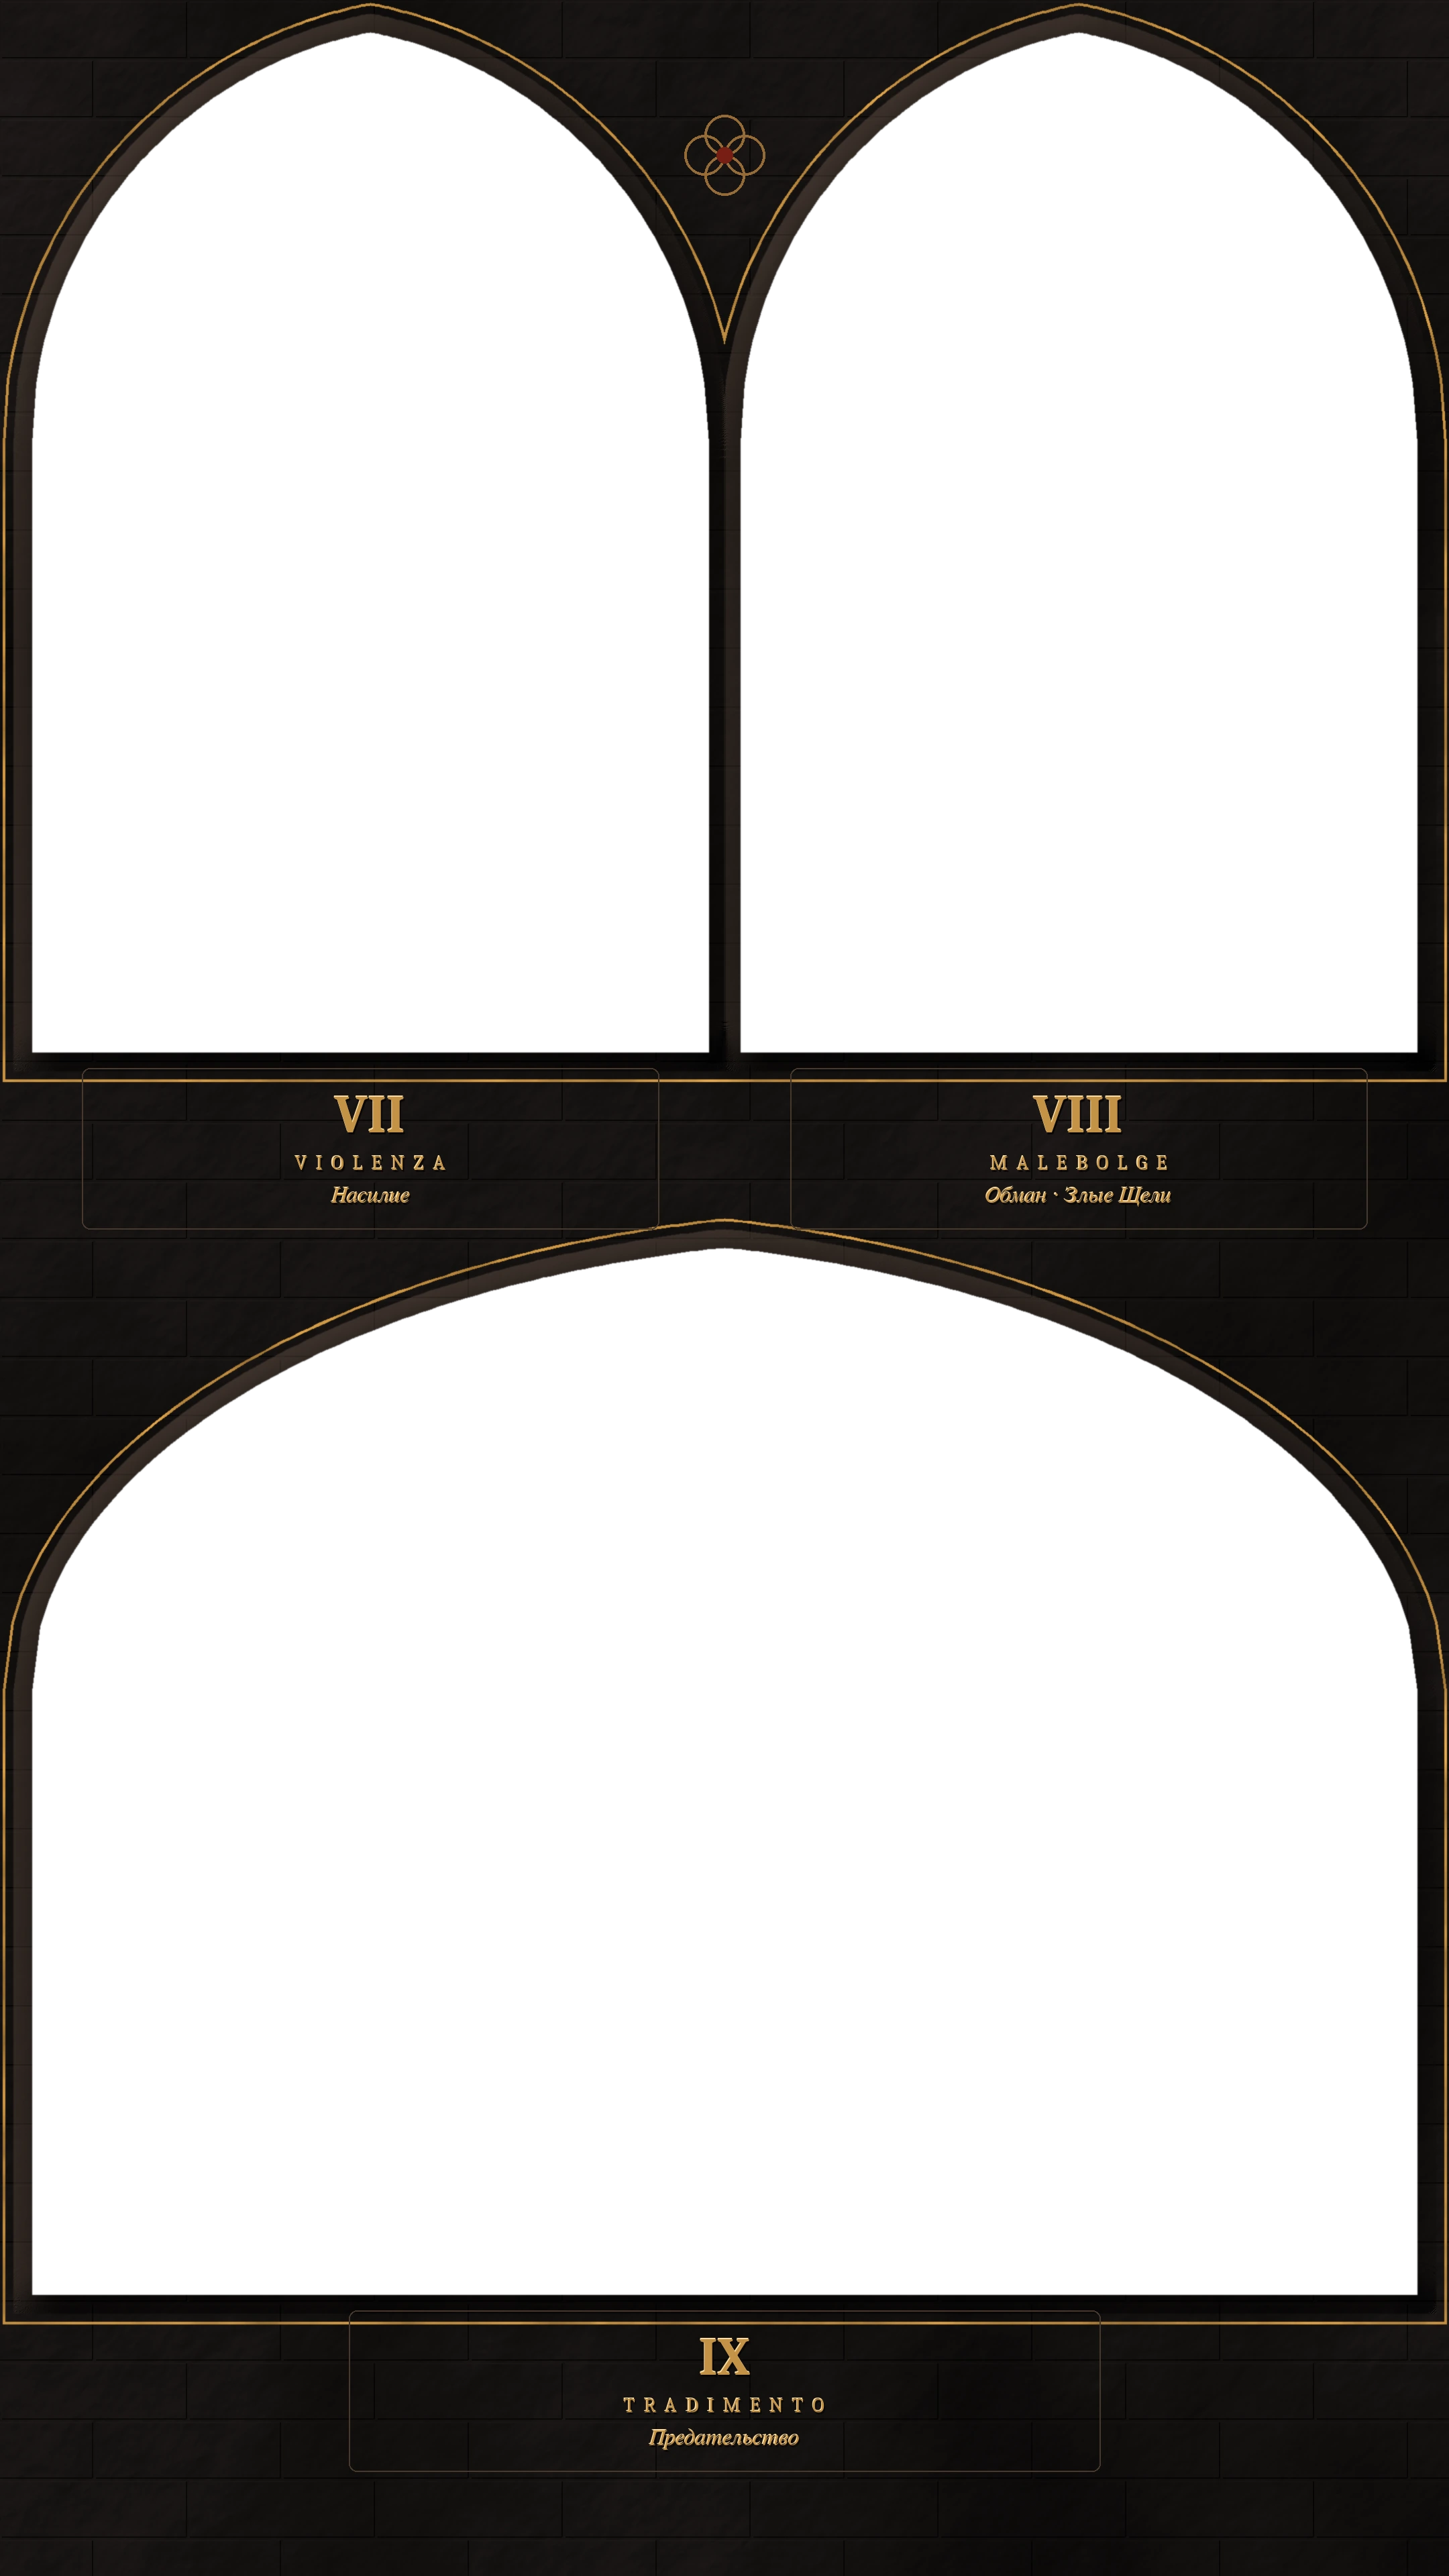 VII
VIOLENZA
Насилие
VIII
MALEBOLGE
Обман · Злые Щели
IX
TRADIMENTO
Предательство